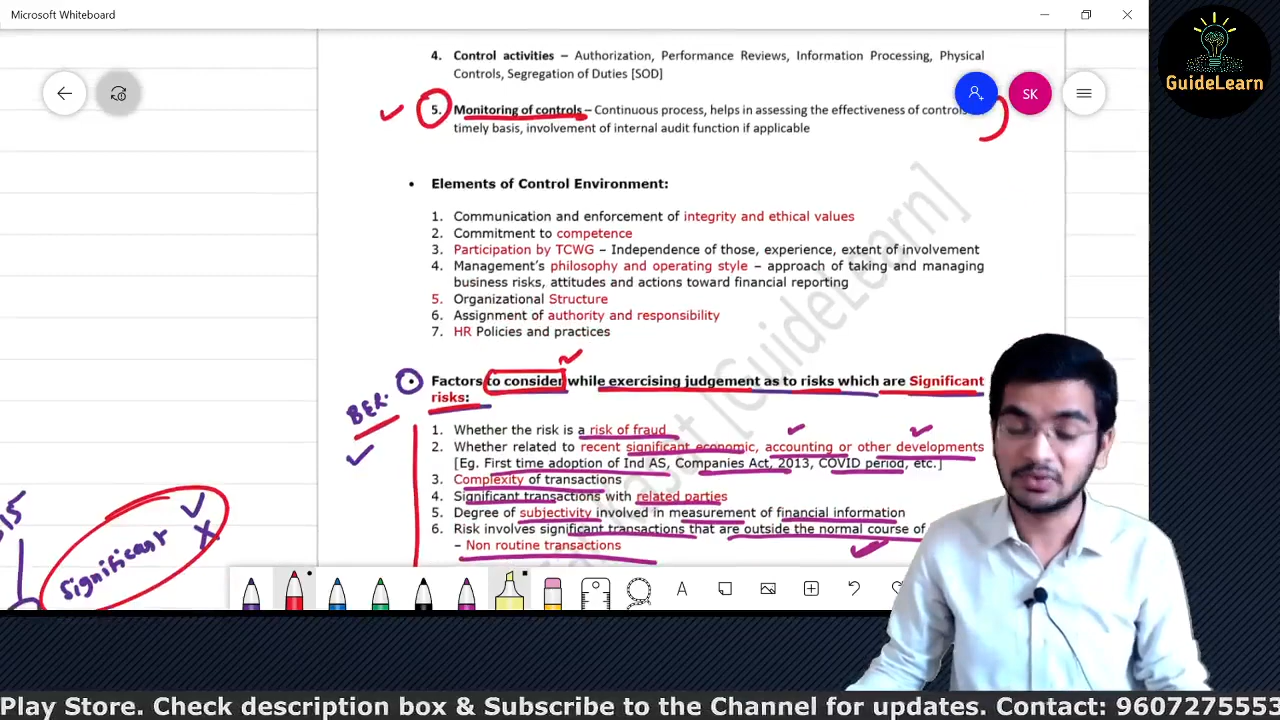 Microsoft Whiteboard
GuideLearn
SK
4. Control activities – Authorization, Performance Reviews, Information Processing, Physical
Controls, Segregation of Duties [SOD]
5. Monitoring of controls – Continuous process, helps in assessing the effectiveness of controls
timely basis, involvement of internal audit function if applicable
• Elements of Control Environment:
1. Communication and enforcement of integrity and ethical values
2. Commitment to competence
3. Participation by TCWG – Independence of those, experience, extent of involvement
4. Management's philosophy and operating style – approach of taking and managing
business risks, attitudes and actions toward financial reporting
5. Organizational Structure
6. Assignment of authority and responsibility
7. HR Policies and practices
• Factors to consider while exercising judgement as to risks which are Significant
risks:
BER.
1. Whether the risk is a risk of fraud
2. Whether related to recent significant economic, accounting or other developments
[Eg. First time adoption of Ind AS, Companies Act, 2013, COVID period, etc.]
3. Complexity of transactions
4. Significant transactions with related parties
5. Degree of subjectivity involved in measurement of financial information
6. Risk involves significant transactions that are outside the normal course of
– Non routine transactions
15
Significant
[GuideLearn]
Play Store. Check description box & Subscribe to the Channel for updates. Contact: 9607275553